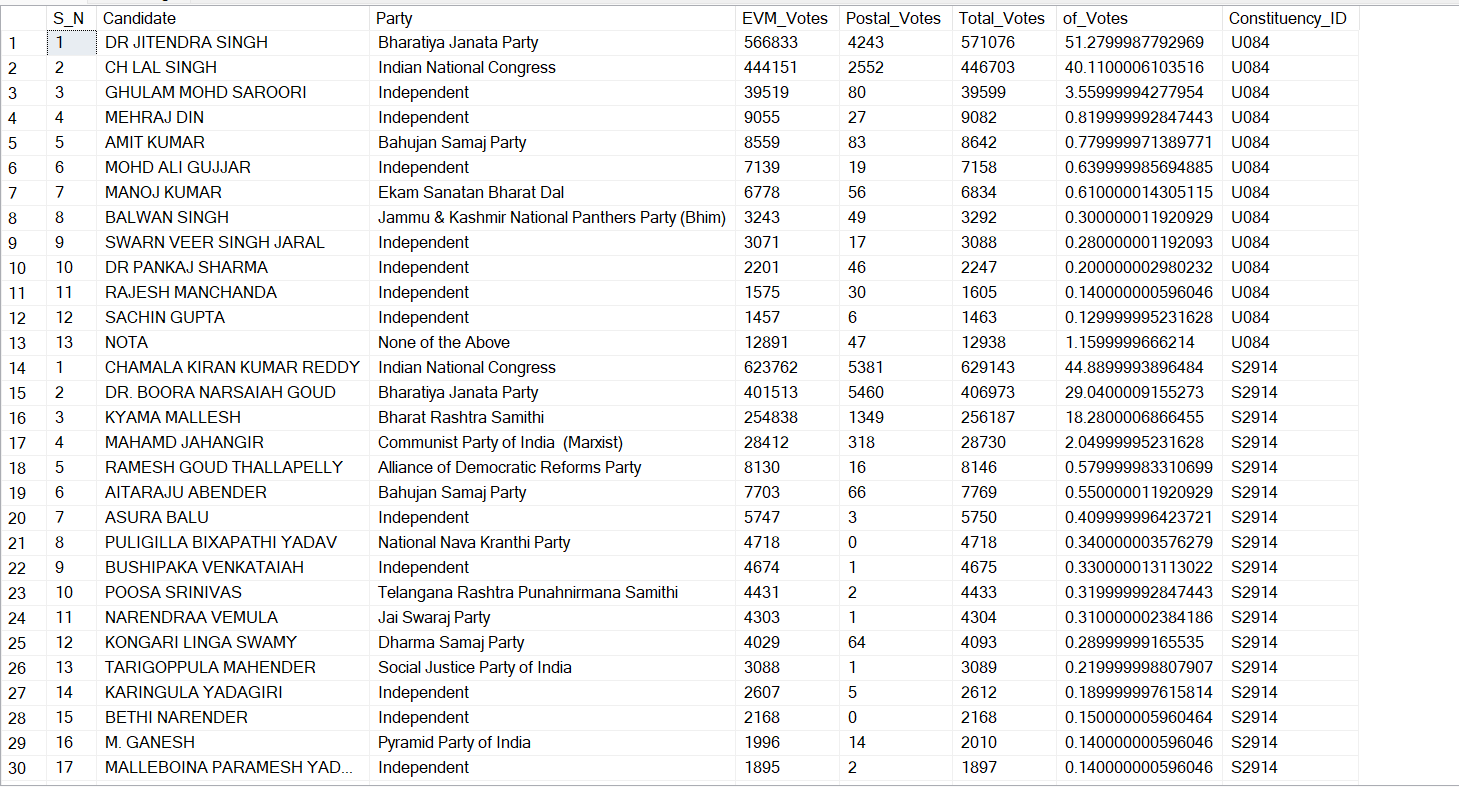 S_N Candidate Party EVM_Votes Postal_Votes Total_Votes of_Votes Constituency_ID
1 1 DR JITENDRA SINGH Bharatiya Janata Party 566833 4243 571076 51.2799987792969 U084
2 2 CH LAL SINGH Indian National Congress 444151 2552 446703 40.1100006103516 U084
3 3 GHULAM MOHD SAROORI Independent 39519 80 39599 3.55999994277954 U084
4 4 MEHRAJ DIN Independent 9055 27 9082 0.819999992847443 U084
5 5 AMIT KUMAR Bahujan Samaj Party 8559 83 8642 0.779999971389771 U084
6 6 MOHD ALI GUJJAR Independent 7139 19 7158 0.639999985694885 U084
7 7 MANOJ KUMAR Ekam Sanatan Bharat Dal 6778 56 6834 0.610000014305115 U084
8 8 BALWAN SINGH Jammu & Kashmir National Panthers Party (Bhim) 3243 49 3292 0.300000011920929 U084
9 9 SWARN VEER SINGH JARAL Independent 3071 17 3088 0.280000001192093 U084
10 10 DR PANKAJ SHARMA Independent 2201 46 2247 0.200000002980232 U084
11 11 RAJESH MANCHANDA Independent 1575 30 1605 0.140000000596046 U084
12 12 SACHIN GUPTA Independent 1457 6 1463 0.129999995231628 U084
13 13 NOTA None of the Above 12891 47 12938 1.1599999666214 U084
14 1 CHAMALA KIRAN KUMAR REDDY Indian National Congress 623762 5381 629143 44.8899993896484 S2914
15 2 DR. BOORA NARSAIAH GOUD Bharatiya Janata Party 401513 5460 406973 29.0400009155273 S2914
16 3 KYAMA MALLESH Bharat Rashtra Samithi 254838 1349 256187 18.2800006866455 S2914
17 4 MAHAMD JAHANGIR Communist Party of India (Marxist) 28412 318 28730 2.04999995231628 S2914
18 5 RAMESH GOUD THALLAPELLY Alliance of Democratic Reforms Party 8130 16 8146 0.579999983310699 S2914
19 6 AITARAJU ABENDER Bahujan Samaj Party 7703 66 7769 0.550000011920929 S2914
20 7 ASURA BALU Independent 5747 3 5750 0.409999996423721 S2914
21 8 PULIGILLA BIXAPATHI YADAV National Nava Kranthi Party 4718 0 4718 0.340000003576279 S2914
22 9 BUSHIPAKA VENKATAIAH Independent 4674 1 4675 0.330000013113022 S2914
23 10 POOSA SRINIVAS Telangana Rashtra Punahnirmana Samithi 4431 2 4433 0.319999992847443 S2914
24 11 NARENDRAA VEMULA Jai Swaraj Party 4303 1 4304 0.310000002384186 S2914
25 12 KONGARI LINGA SWAMY Dharma Samaj Party 4029 64 4093 0.28999999165535 S2914
26 13 TARIGOPPULA MAHENDER Social Justice Party of India 3088 1 3089 0.219999998807907 S2914
27 14 KARINGULA YADAGIRI Independent 2607 5 2612 0.189999997615814 S2914
28 15 BETHI NARENDER Independent 2168 0 2168 0.150000005960464 S2914
29 16 M. GANESH Pyramid Party of India 1996 14 2010 0.140000000596046 S2914
30 17 MALLEBOINA PARAMESH YAD... Independent 1895 2 1897 0.140000000596046 S2914